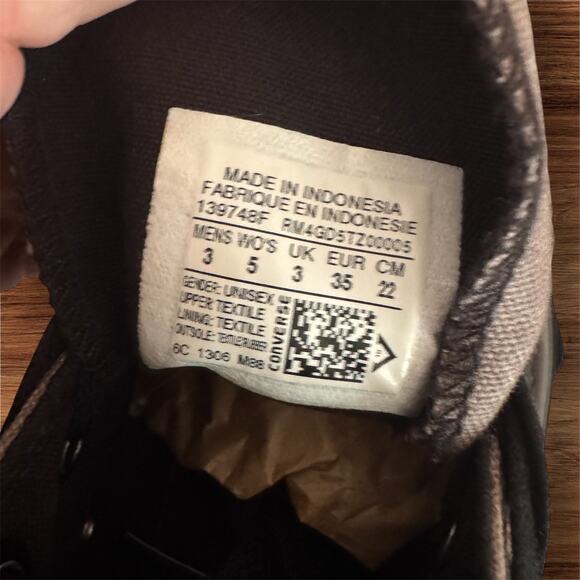 MADE IN INDONESIA
FABRIQUE EN INDONESIE
139748F RM4GD5TZ00005
MENS WO'S UK EUR CM
3 5 3 35 22
GENDER: UNISEX
UPPER: TEXTILE
LINING: TEXTILE
OUTSOLE: TEXTILE/RUBBER
6C 1306 M88
CONVERSE